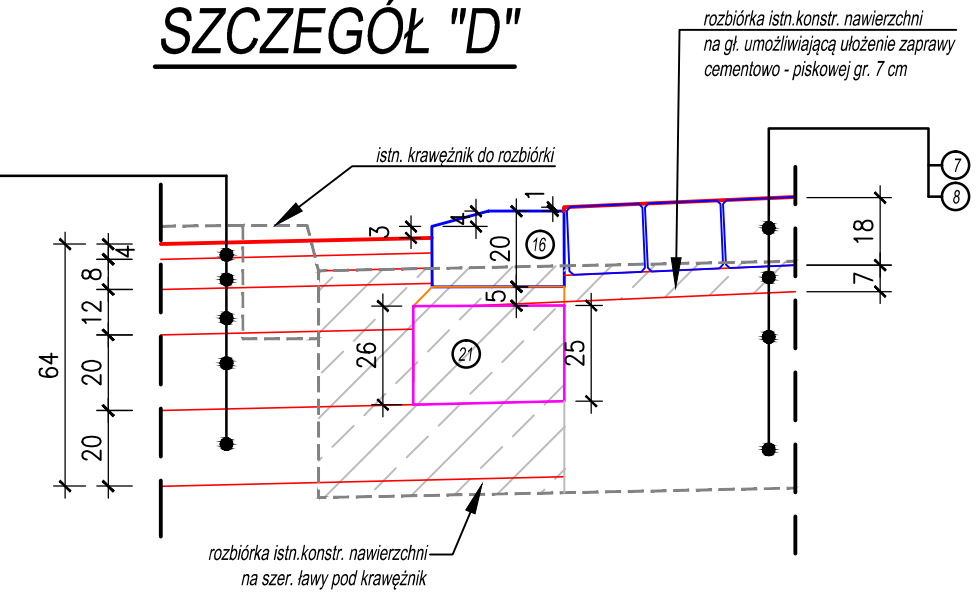 SZCZEGÓŁ "D"
rozbiórka istn.konstr. nawierzchni
na gł. umożliwiającą ułożenie zaprawy
cementowo - piskowej gr. 7 cm
istn. krawężnik do rozbiórki
7
8
1
4
3
20
16
18
7
5
4
8
12
20
20
64
26
21
25
rozbiórka istn.konstr. nawierzchni
na szer. ławy pod krawężnik